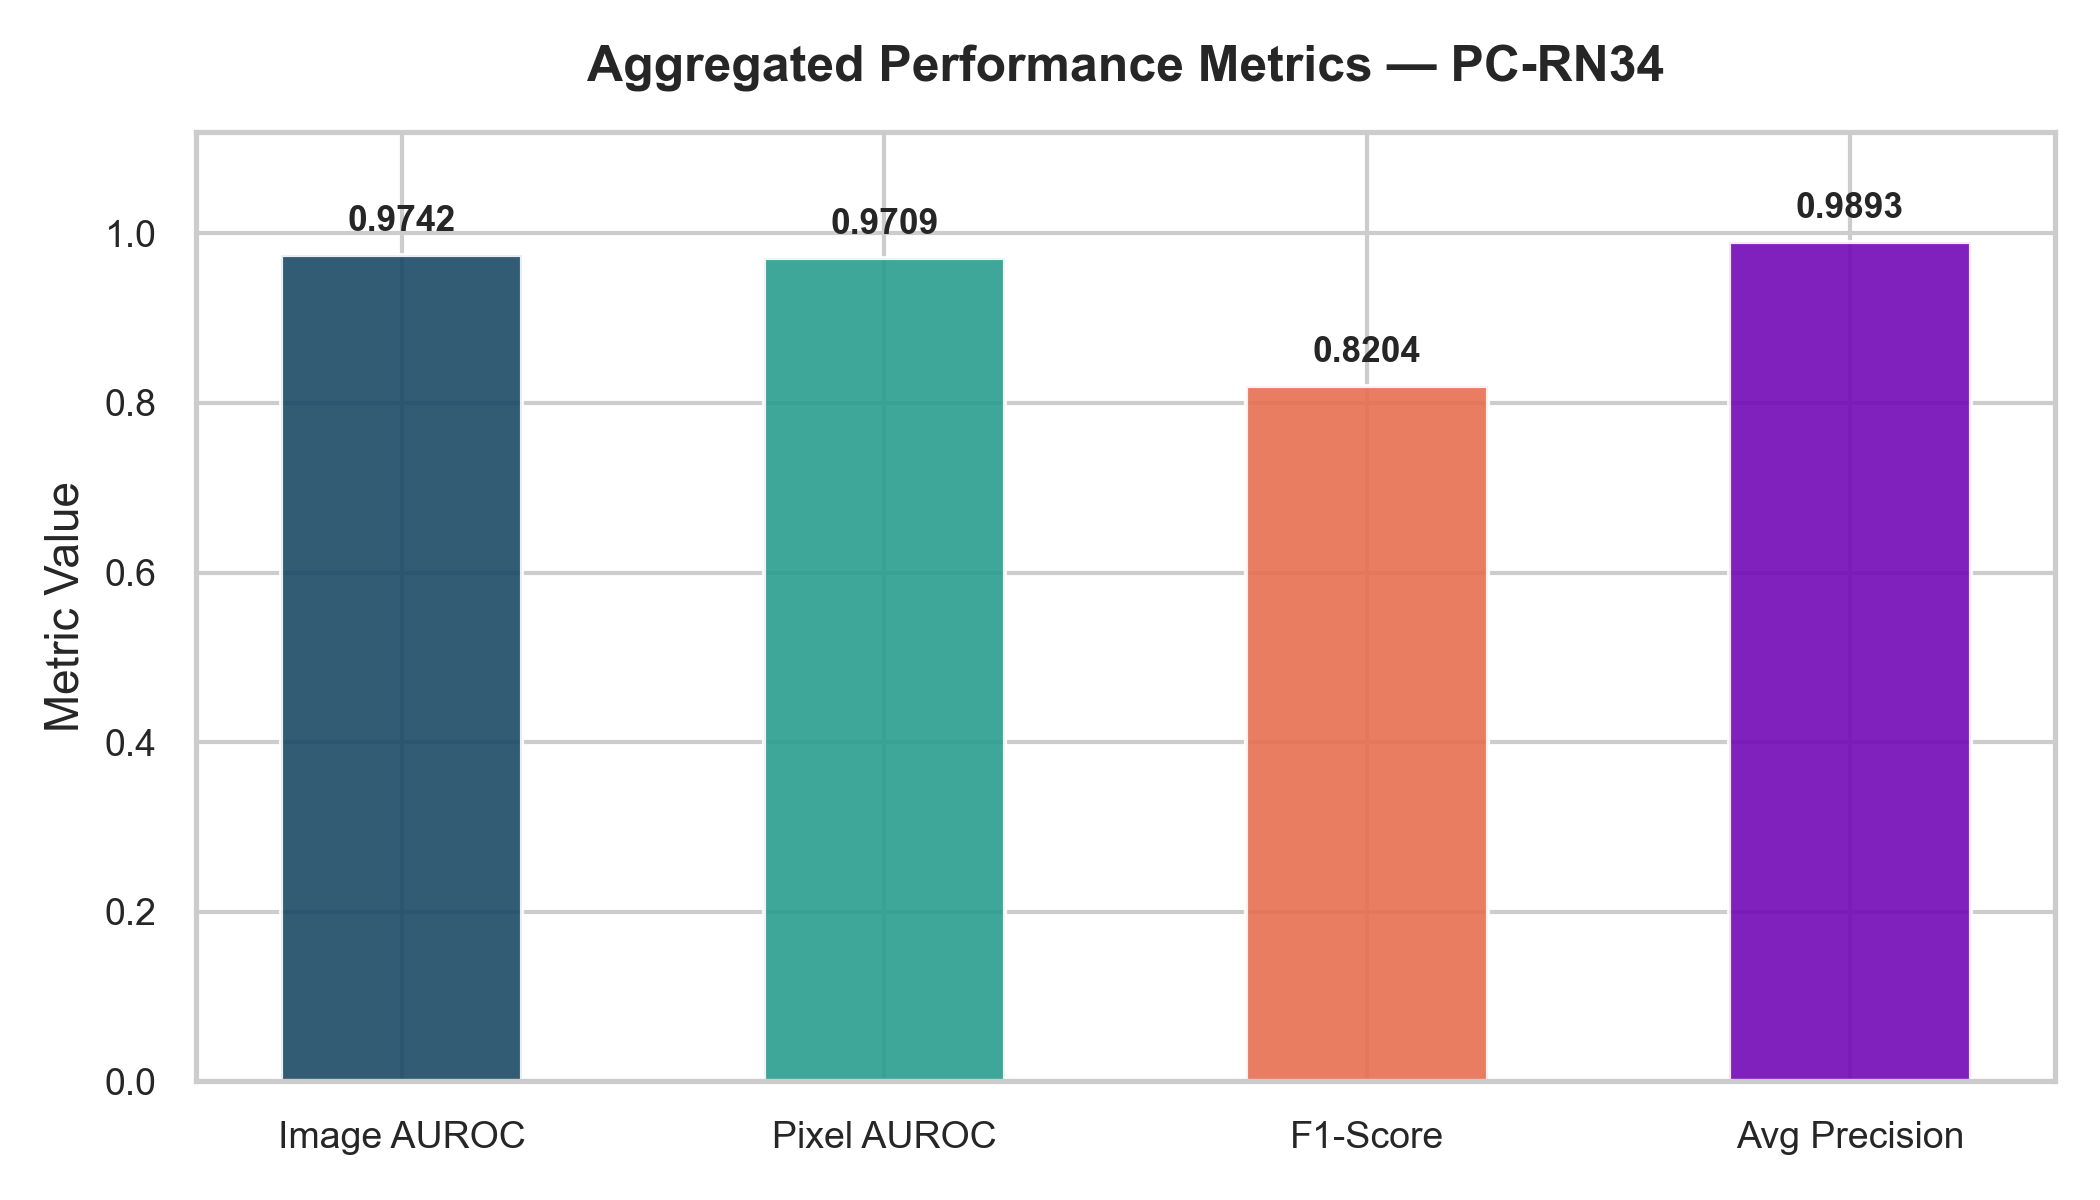 Aggregated Performance Metrics — PC-RN34
0.9742
0.9709
0.8204
0.9893
1.0
0.8
0.6
0.4
0.2
0.0
Metric Value
Image AUROC
Pixel AUROC
F1-Score
Avg Precision